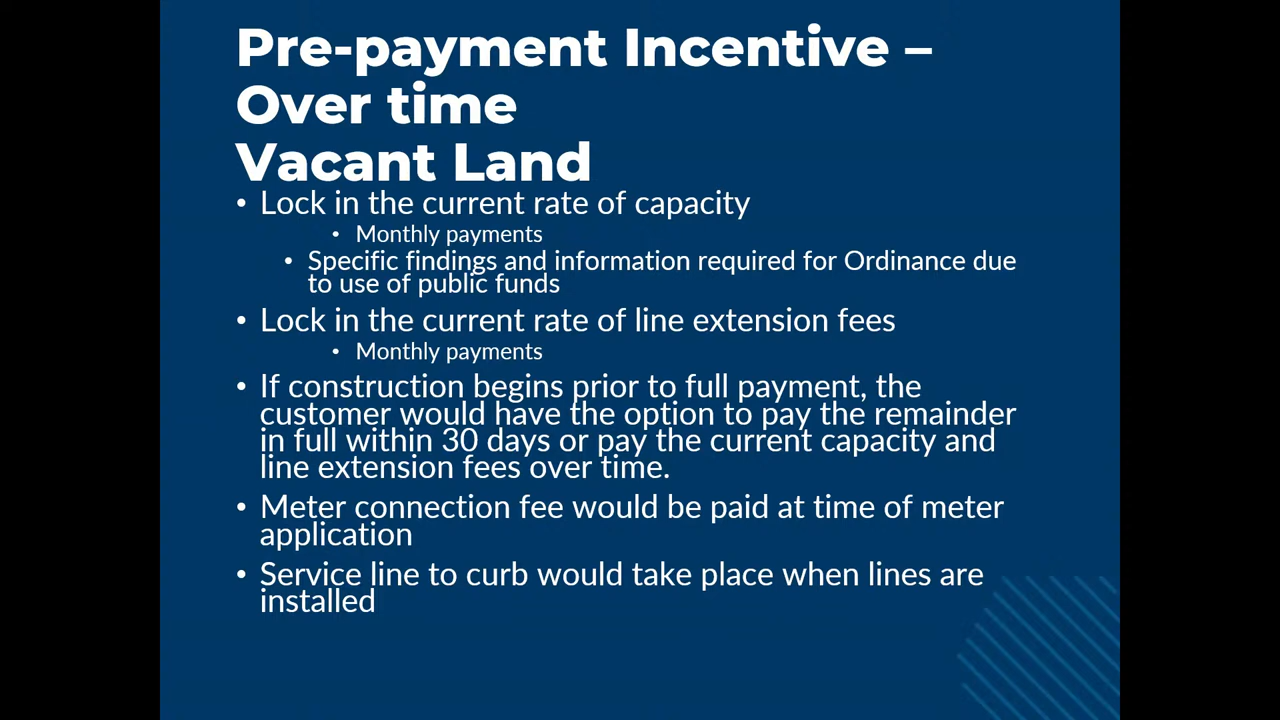 Pre-payment Incentive –
Over time
Vacant Land
• Lock in the current rate of capacity
• Monthly payments
• Specific findings and information required for Ordinance due
to use of public funds
• Lock in the current rate of line extension fees
• Monthly payments
• If construction begins prior to full payment, the
customer would have the option to pay the remainder
in full within 30 days or pay the current capacity and
line extension fees over time.
• Meter connection fee would be paid at time of meter
application
• Service line to curb would take place when lines are
installed